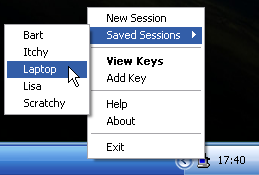 New Session
Saved Sessions
View Keys
Add Key
Help
About
Exit
Bart
Itchy
Laptop
Lisa
Scratchy
17:40